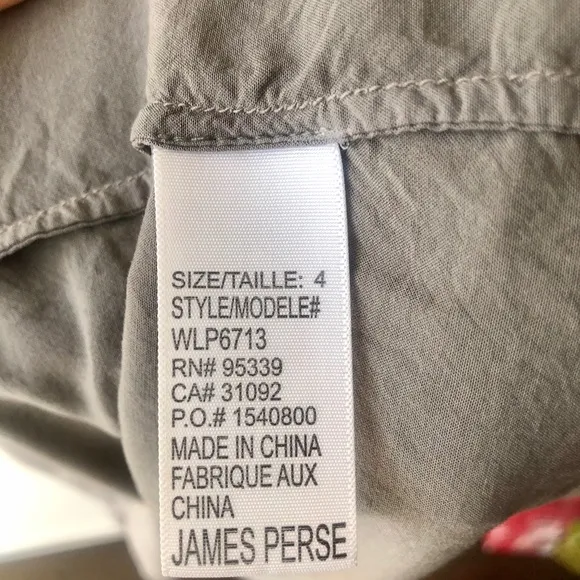 SIZE/TAILLE: 4
STYLE/MODELE#
WLP6713
RN# 95339
CA# 31092
P.O.# 1540800
MADE IN CHINA
FABRIQUE AUX
CHINA
JAMES PERSE